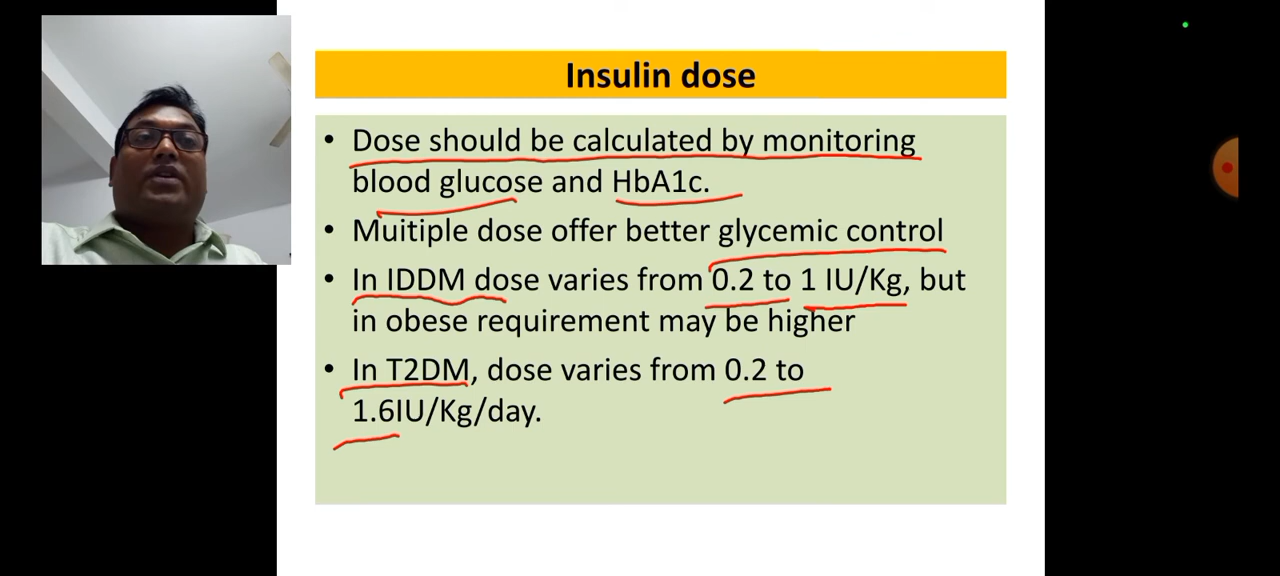 Insulin dose
• Dose should be calculated by monitoring
blood glucose and HbA1c.
• Muitiple dose offer better glycemic control
• In IDDM dose varies from 0.2 to 1 IU/Kg, but
in obese requirement may be higher
• In T2DM, dose varies from 0.2 to
1.6IU/Kg/day.